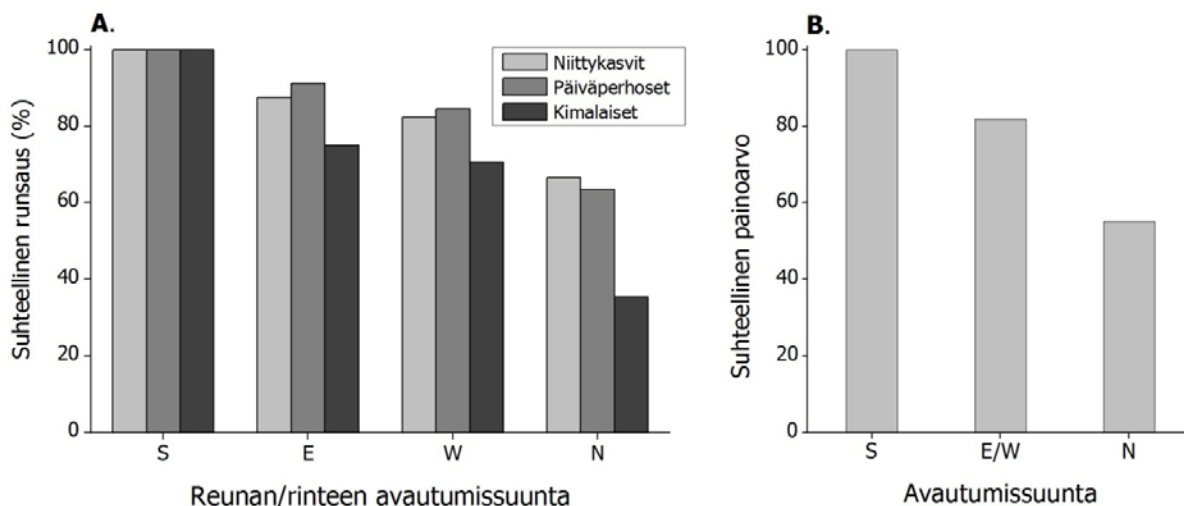 A.
Suhteellinen runsaus (%)
100
80
60
40
20
0
Niittykasvit
Päiväperhoset
Kimalaiset
S
E
W
N
Reunan/rinteen avautumissuunta
B.
Suhteellinen painoarvo
100
80
60
40
20
0
S
E/W
N
Avautumissuunta